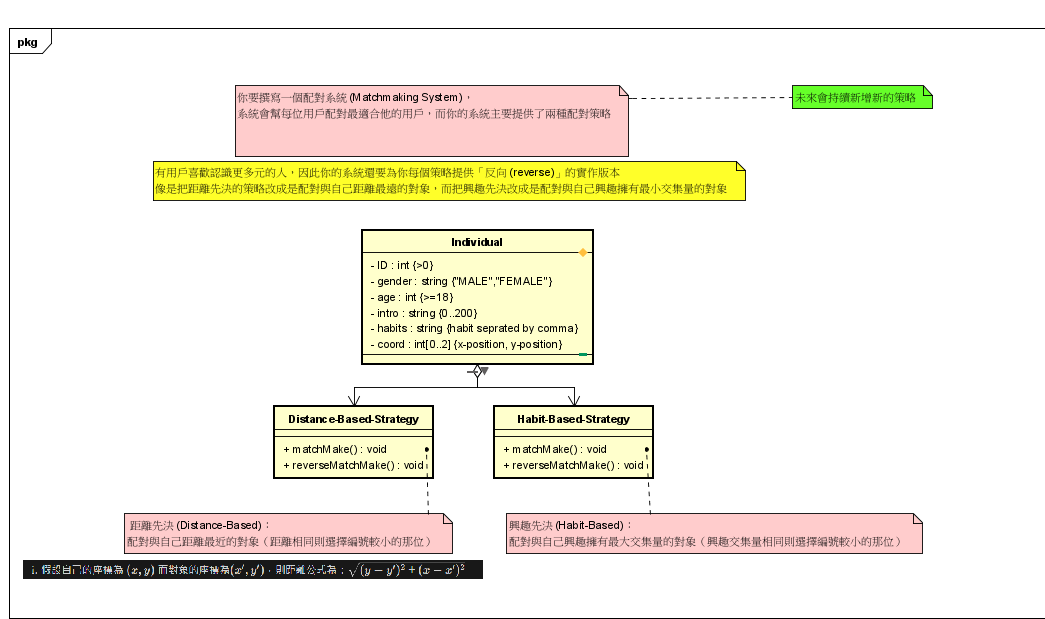 pkg
你要撰寫一個配對系統 (Matchmaking System)，
系統會幫每位用戶配對最適合他的用戶，而你的系統主要提供了兩種配對策略
未來會持續新增新的策略
有用戶喜歡認識更多元的人，因此你的系統還要為你每個策略提供「反向 (reverse)」的實作版本
像是把距離先決的策略改成是配對與自己距離最遠的對象，而把興趣先決改成是配對與自己興趣擁有最小交集量的對象
Individual
- ID : int {>0}
- gender : string {"MALE","FEMALE"}
- age : int {>=18}
- intro : string {0..200}
- habits : string {habit seprated by comma}
- coord : int[0..2] {x-position, y-position}
Distance-Based-Strategy
+ matchMake() : void
+ reverseMatchMake() : void
Habit-Based-Strategy
+ matchMake() : void
+ reverseMatchMake() : void
距離先決 (Distance-Based)：
配對與自己距離最近的對象（距離相同則選擇編號較小的那位）
興趣先決 (Habit-Based)：
配對與自己興趣擁有最大交集量的對象（興趣交集量相同則選擇編號較小的那位）
i. 假設自己的座標為 (x, y) 而對象的座標為(x′, y′)，則距離公式為：√(y − y′)² + (x − x′)²